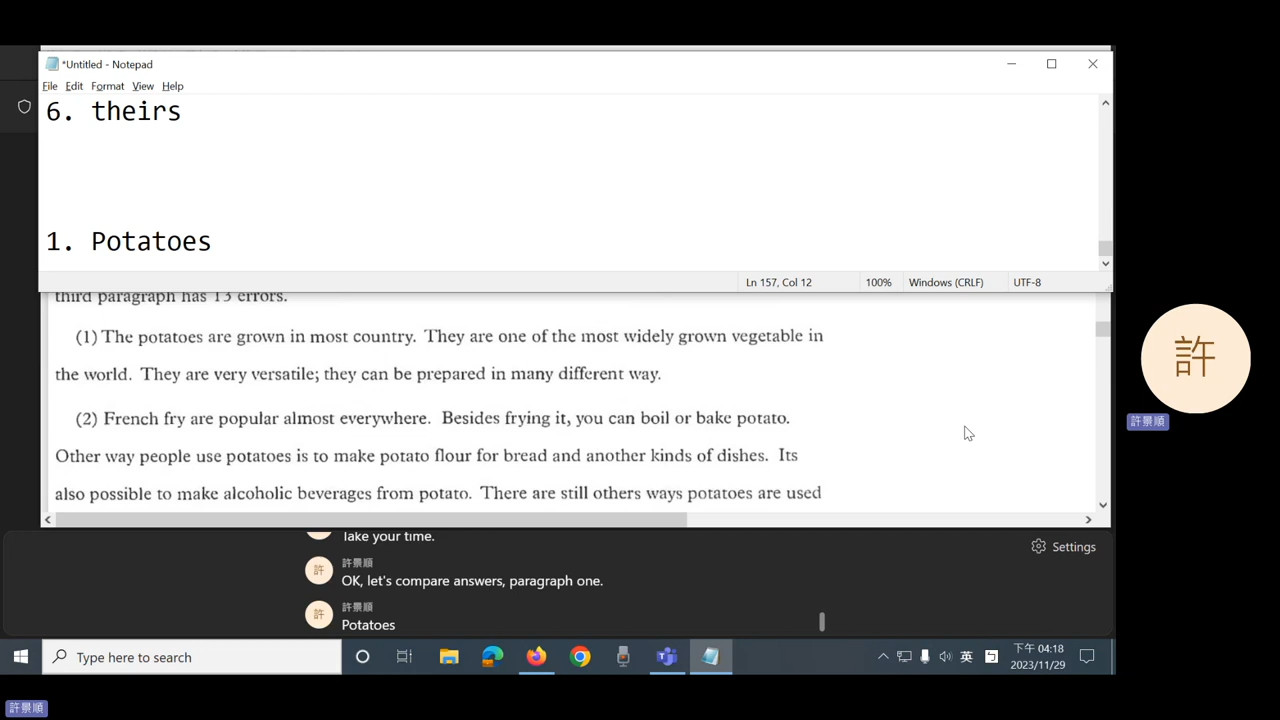 *Untitled - Notepad
File Edit Format View Help
6. theirs
1. Potatoes
Ln 157, Col 12 100% Windows (CRLF) UTF-8
third paragraph has 13 errors.
(1) The potatoes are grown in most country. They are one of the most widely grown vegetable in
the world. They are very versatile; they can be prepared in many different way.
(2) French fry are popular almost everywhere. Besides frying it, you can boil or bake potato.
Other way people use potatoes is to make potato flour for bread and another kinds of dishes. Its
also possible to make alcoholic beverages from potato. There are still others ways potatoes are used
Take your time.
Settings
許景順
許 OK, let's compare answers, paragraph one.
許景順
許 Potatoes
許
許景順
Type here to search
英
下午 04:18
2023/11/29
許景順